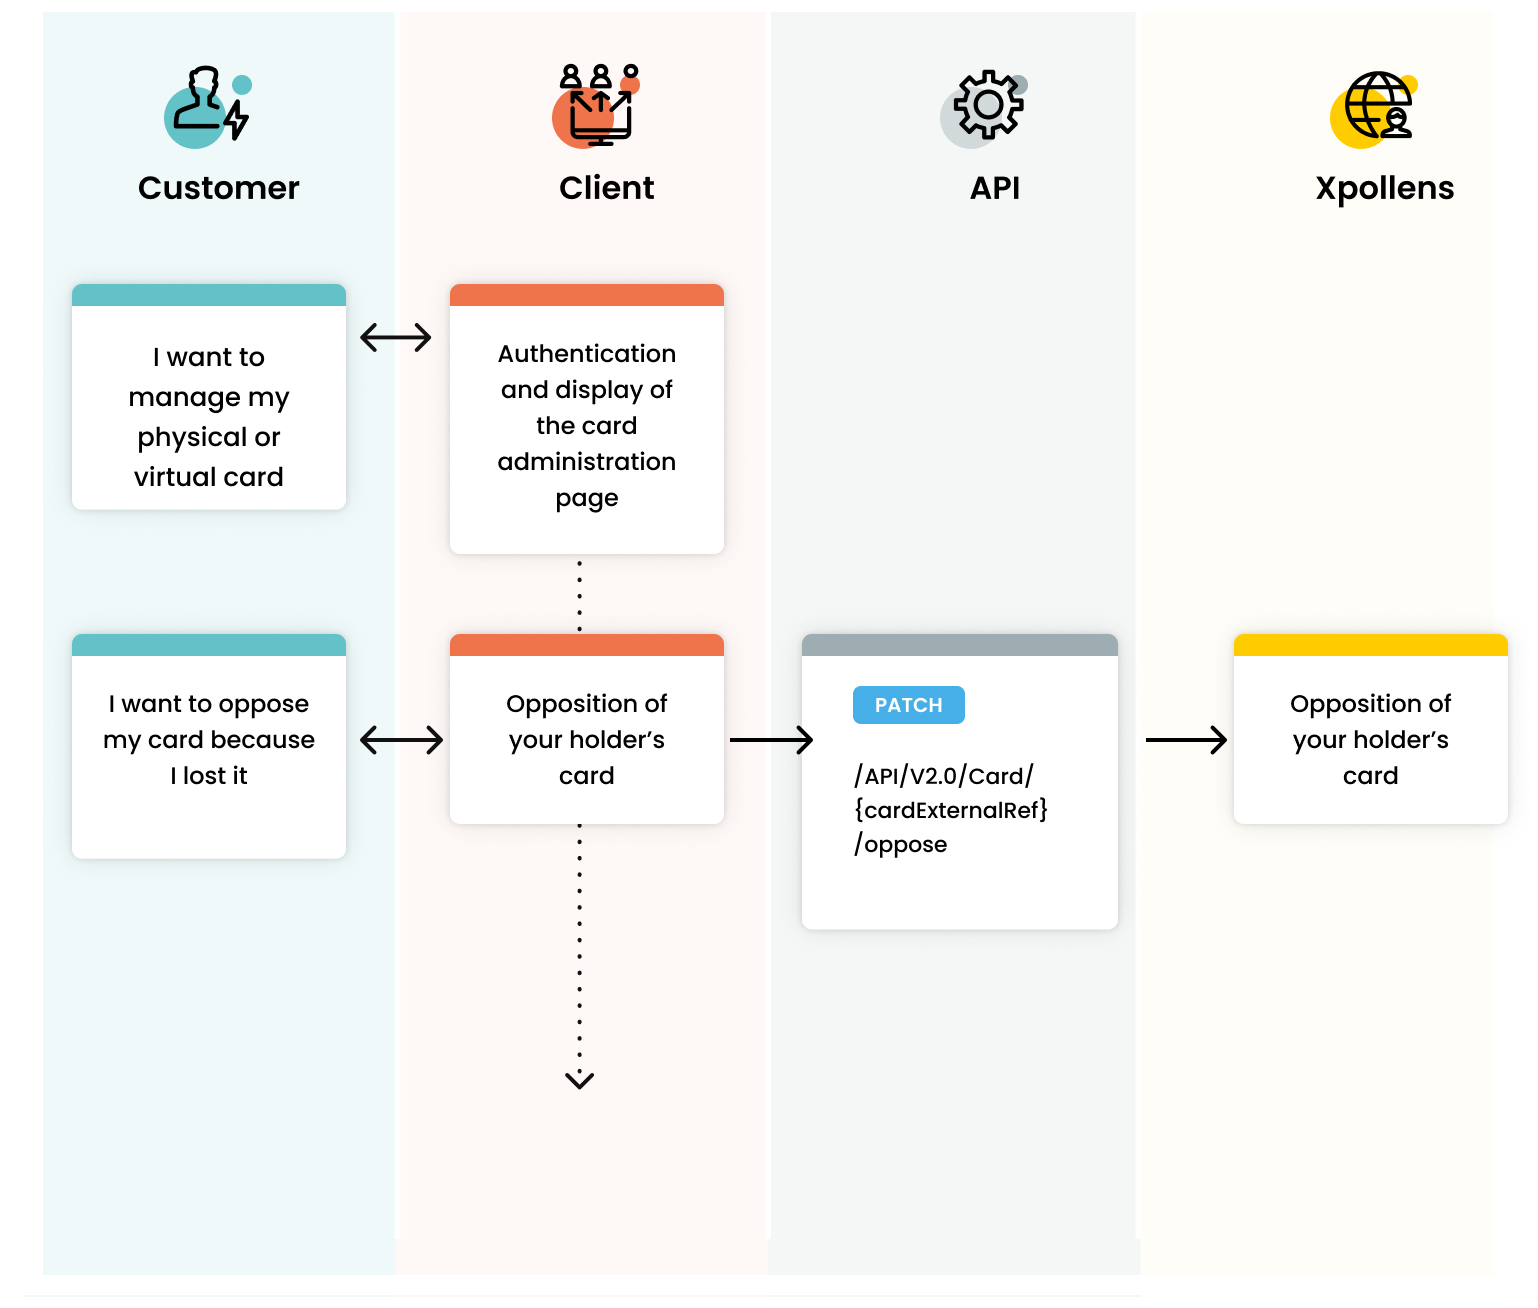 Customer
Client
API
Xpollens
I want to
manage my
physical or
virtual card
Authentication
and display of
the card
administration
page
I want to oppose
my card because
I lost it
Opposition of
your holder’s
card
PATCH
/API/V2.0/Card/
{cardExternalRef}
/oppose
Opposition of
your holder’s
card